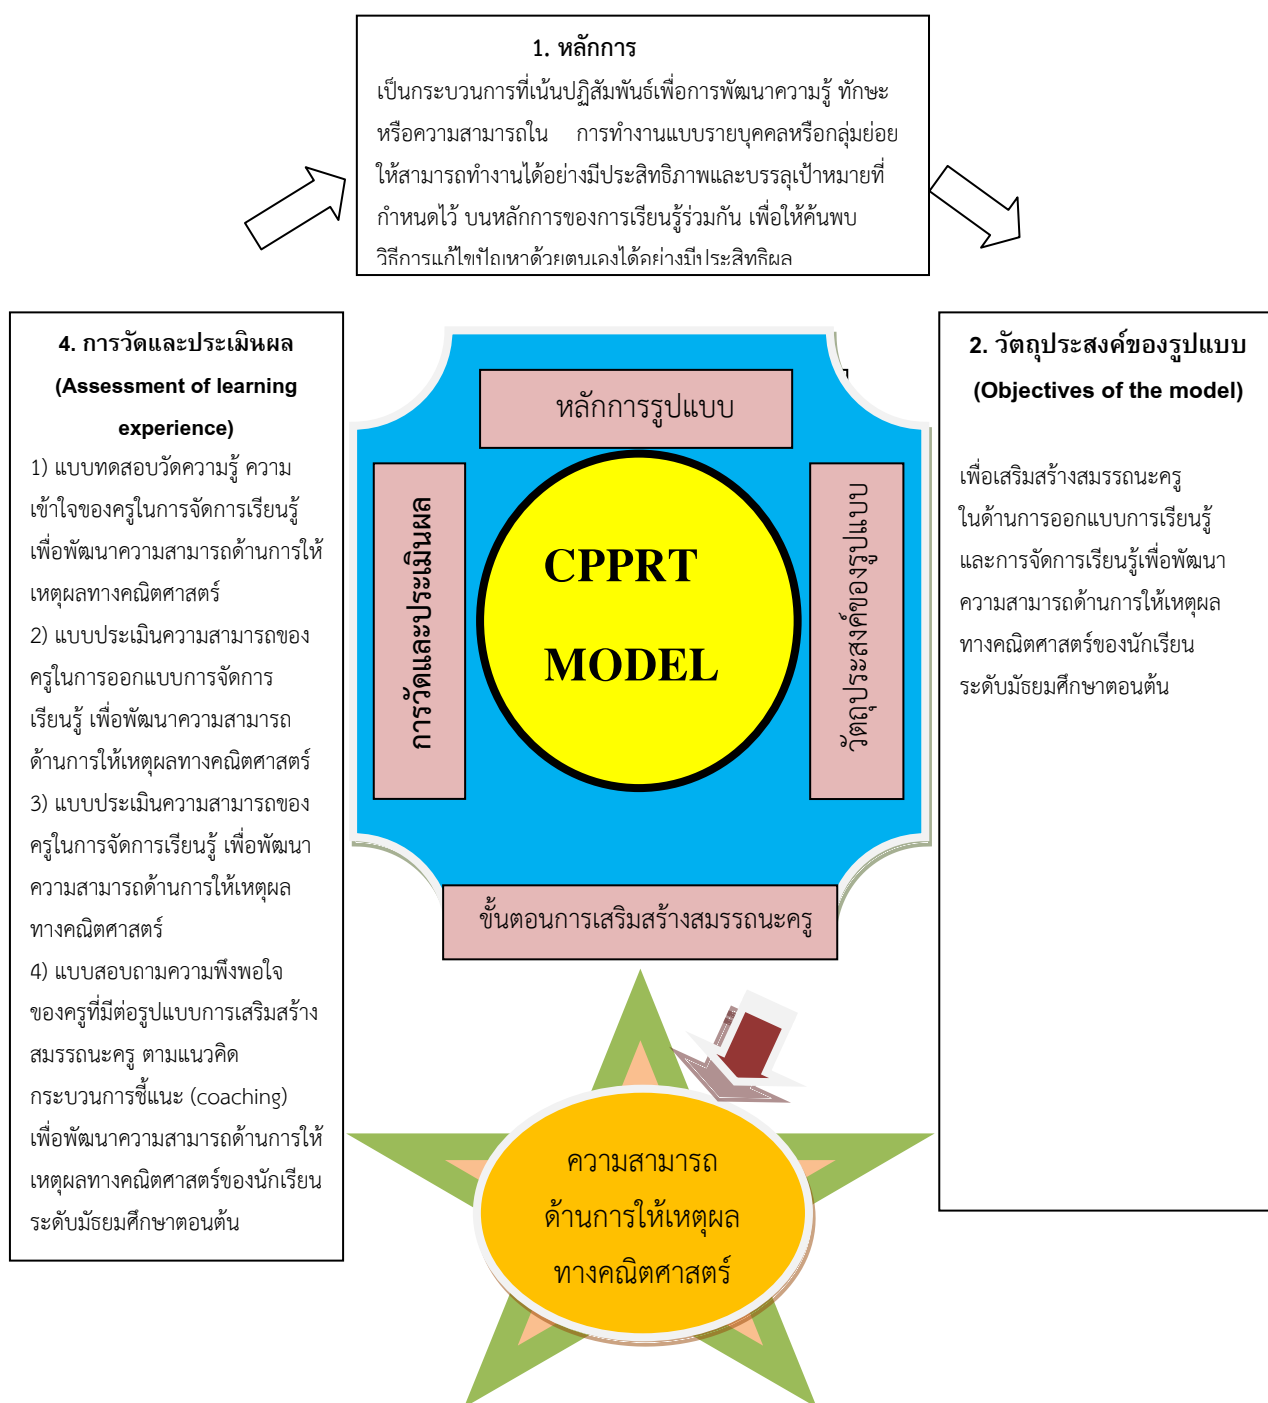 1. หลักการ
เป็นกระบวนการที่เน้นปฏิสัมพันธ์เพื่อการพัฒนาความรู้ ทักษะ
หรือความสามารถใน การทำงานแบบรายบุคคลหรือกลุ่มย่อย
ให้สามารถทำงานได้อย่างมีประสิทธิภาพและบรรลุเป้าหมายที่
กำหนดไว้ บนหลักการของการเรียนรู้ร่วมกัน เพื่อให้ค้นพบ
วิธีการแก้ไขปัญหาด้วยตนเองได้อย่างมีประสิทธิผล
4. การวัดและประเมินผล
(Assessment of learning
experience)
1) แบบทดสอบวัดความรู้ ความ
เข้าใจของครูในการจัดการเรียนรู้
เพื่อพัฒนาความสามารถด้านการให้
เหตุผลทางคณิตศาสตร์
2) แบบประเมินความสามารถของ
ครูในการออกแบบการจัดการ
เรียนรู้ เพื่อพัฒนาความสามารถ
ด้านการให้เหตุผลทางคณิตศาสตร์
3) แบบประเมินความสามารถของ
ครูในการจัดการเรียนรู้ เพื่อพัฒนา
ความสามารถด้านการให้เหตุผล
ทางคณิตศาสตร์
4) แบบสอบถามความพึงพอใจ
ของครูที่มีต่อรูปแบบการเสริมสร้าง
สมรรถนะครู ตามแนวคิด
กระบวนการชี้แนะ (coaching)
เพื่อพัฒนาความสามารถด้านการให้
เหตุผลทางคณิตศาสตร์ของนักเรียน
ระดับมัธยมศึกษาตอนต้น
หลักการรูปแบบ
การวัดและประเมินผล
CPPRT
MODEL
วัตถุประสงค์ของรูปแบบ
ขั้นตอนการเสริมสร้างสมรรถนะครู
2. วัตถุประสงค์ของรูปแบบ
(Objectives of the model)
เพื่อเสริมสร้างสมรรถนะครู
ในด้านการออกแบบการเรียนรู้
และการจัดการเรียนรู้เพื่อพัฒนา
ความสามารถด้านการให้เหตุผล
ทางคณิตศาสตร์ของนักเรียน
ระดับมัธยมศึกษาตอนต้น
ความสามารถ
ด้านการให้เหตุผล
ทางคณิตศาสตร์